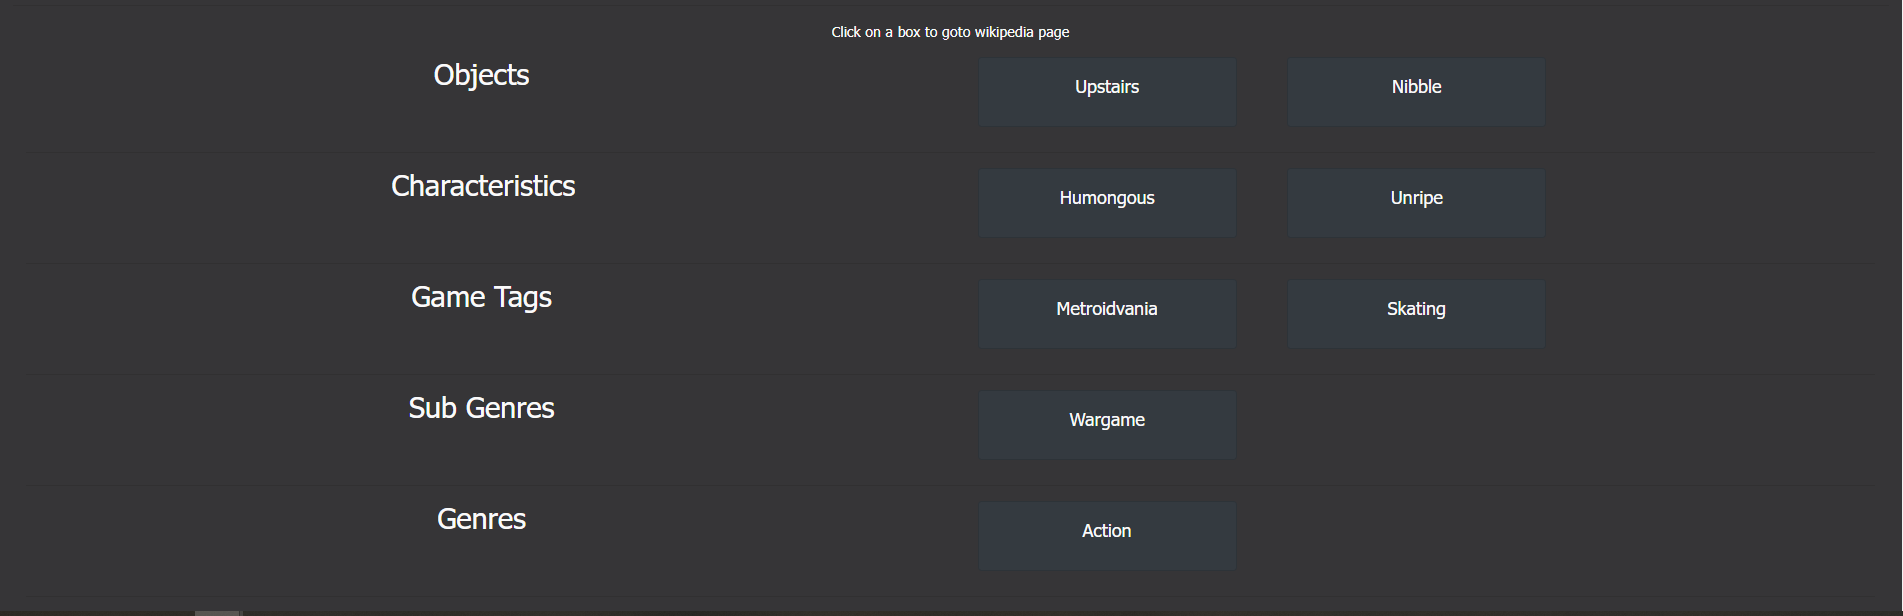 Click on a box to goto wikipedia page
Objects
Upstairs
Nibble
Characteristics
Humongous
Unripe
Game Tags
Metroidvania
Skating
Sub Genres
Wargame
Genres
Action